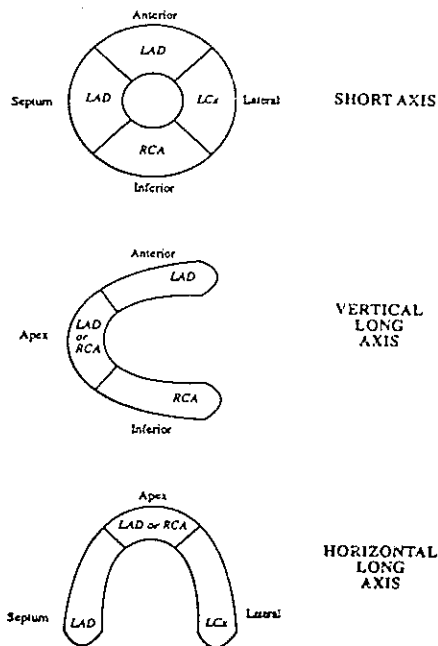 Anterior
LAD
Septum
LAD
LCx
Lateral
SHORT AXIS
RCA
Inferior
Anterior
LAD
Apex
LAD
or
RCA
VERTICAL
LONG
AXIS
RCA
Inferior
Apex
LAD or RCA
HORIZONTAL
LONG
AXIS
Septum
LAD
LCx
Lateral